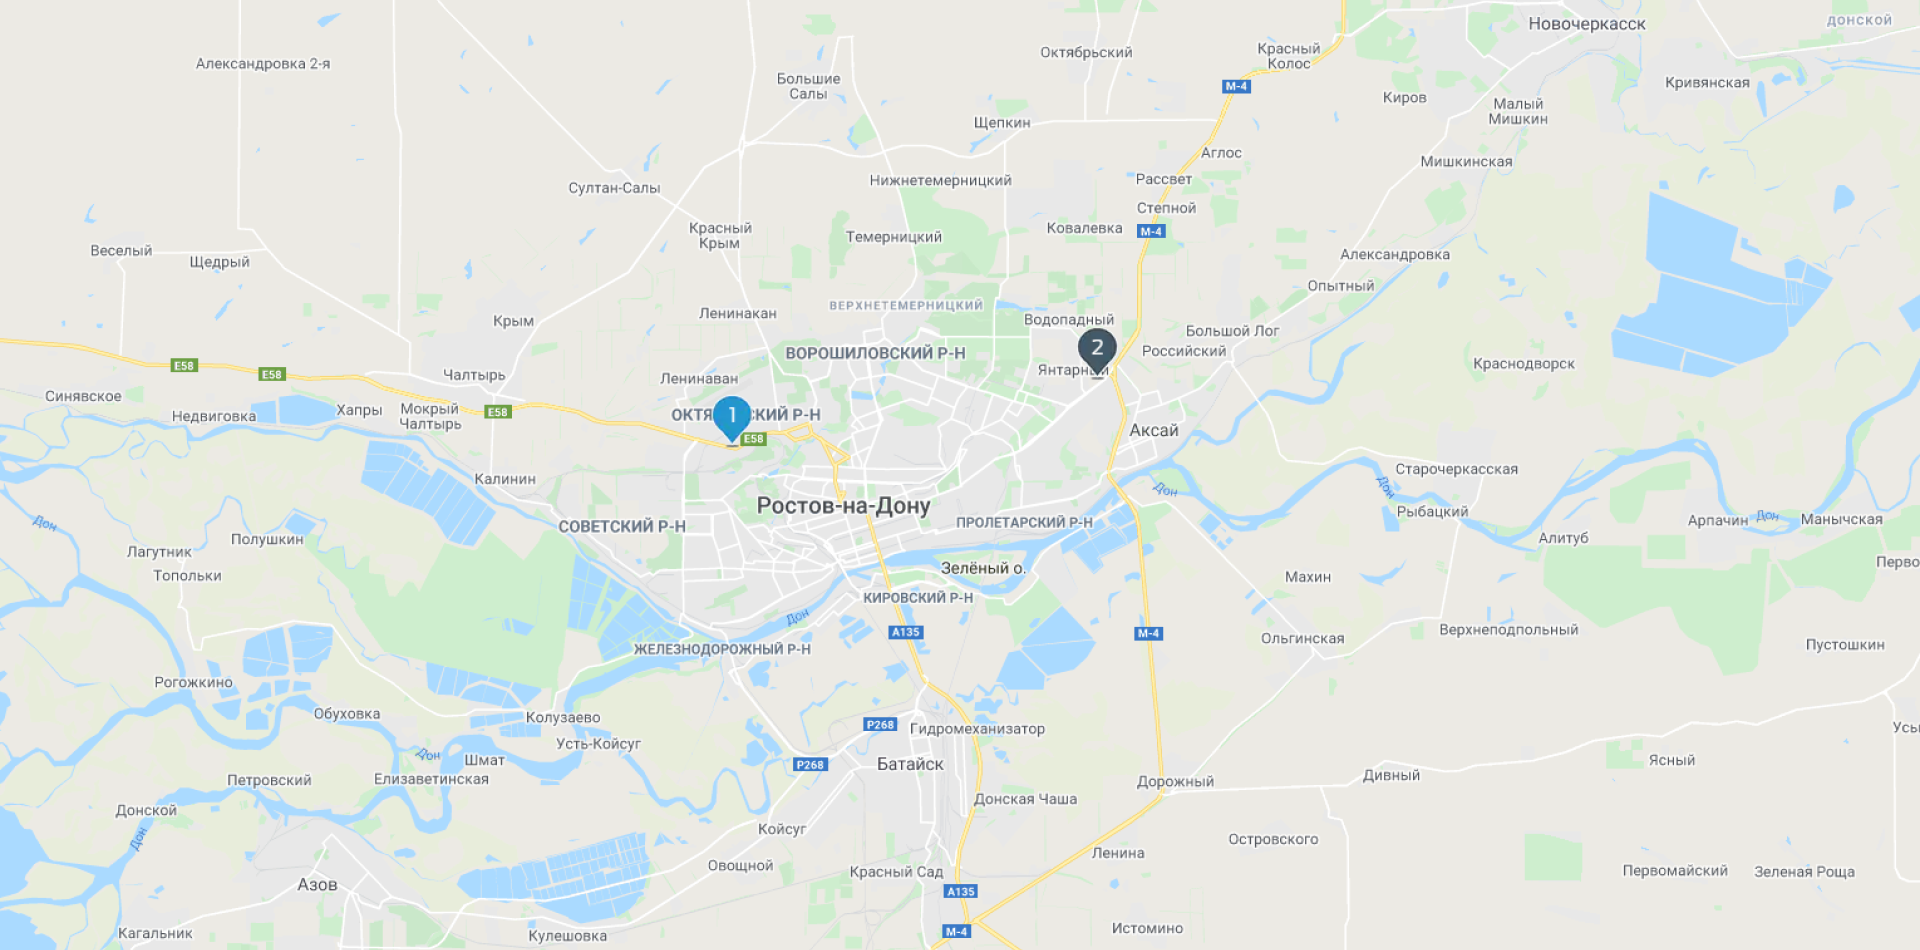 Новочеркасск
ДОНСКОЙ
Октябрьский
Красный
Колос
Александровка 2-я
Большие
Салы
M-4
Кривянская
Киров
Малый
Мишкин
Щепкин
Аглос
Мишкинская
Нижнетемерницкий
Рассвет
Султан-Салы
Степной
Красный
Крым
Темерницкий
Ковалевка
M-4
Веселый
Щедрый
Александровка
Опытный
ВЕРХНЕТЕМЕРНИЦКИЙ
Ленинакан
Крым
Водопадный
Большой Лог
2
ВОРОШИЛОВСКИЙ Р-Н
Российский
E58
E58
Чалтырь
Ленинаван
Янтарный
Краснодворск
Синявское
Недвиговка
Хапры
Мокрый
Чалтырь
E58
1
E58
Аксай
Калинин
Старочеркасская
Дон
Дон
Ростов-на-Дону
Рыбацкий
СОВЕТСКИЙ Р-Н
ПРОЛЕТАРСКИЙ Р-Н
Дон
Арпачин
Дон
Манычская
Полушкин
Алитуб
Лагутник
Топольки
Зелёный о.
Перво
Махин
КИРОВСКИЙ Р-Н
Дон
A135
M-4
Верхнеподпольный
Ольгинская
Пустошкин
ЖЕЛЕЗНОДОРОЖНЫЙ Р-Н
Рогожкино
Обуховка
Колузаево
P268
Гидромеханизатор
Усь
Усть-Койсуг
Дон
Шмат
P268
Батайск
Ясный
Петровский
Елизаветинская
Дорожный
Дивный
Донская Чаша
Донской
Дон
Койсуг
Островского
Ленина
Овощной
Красный Сад
Первомайский
Зеленая Роща
Азов
A135
Кагальник
Кулешовка
M-4
Истомино